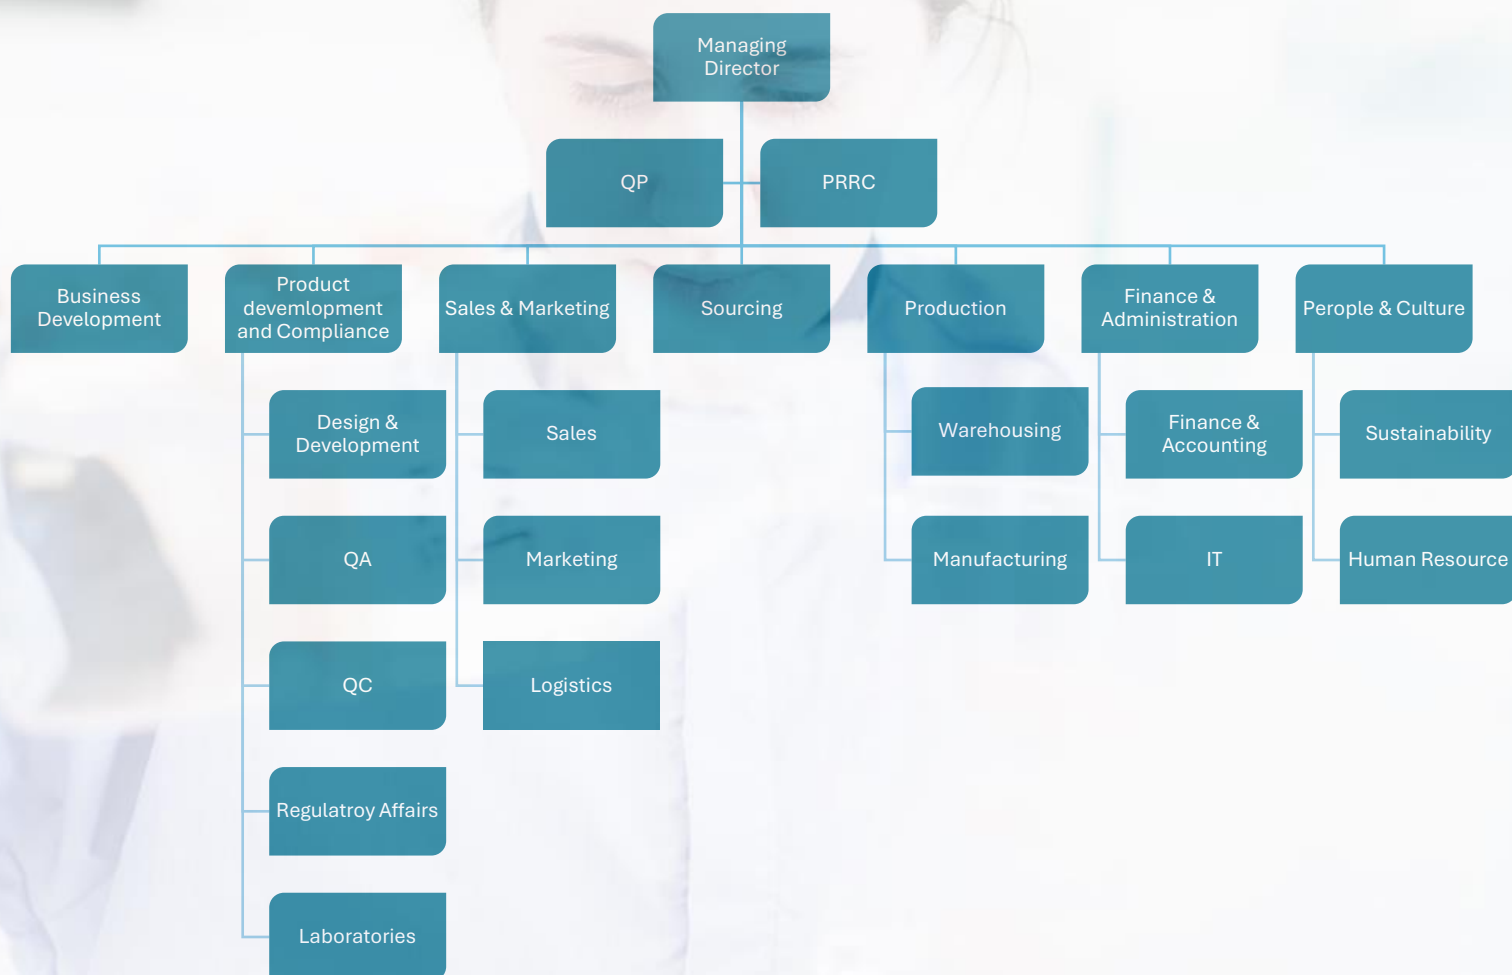 Managing
Director
QP
PRRC
Business
Development
Product
devemlopment
and Compliance
Sales & Marketing
Sourcing
Production
Finance &
Administration
Perople & Culture
Design &
Development
Sales
Warehousing
Finance &
Accounting
Sustainability
QA
Marketing
Manufacturing
IT
Human Resource
QC
Logistics
Regulatroy Affairs
Laboratories